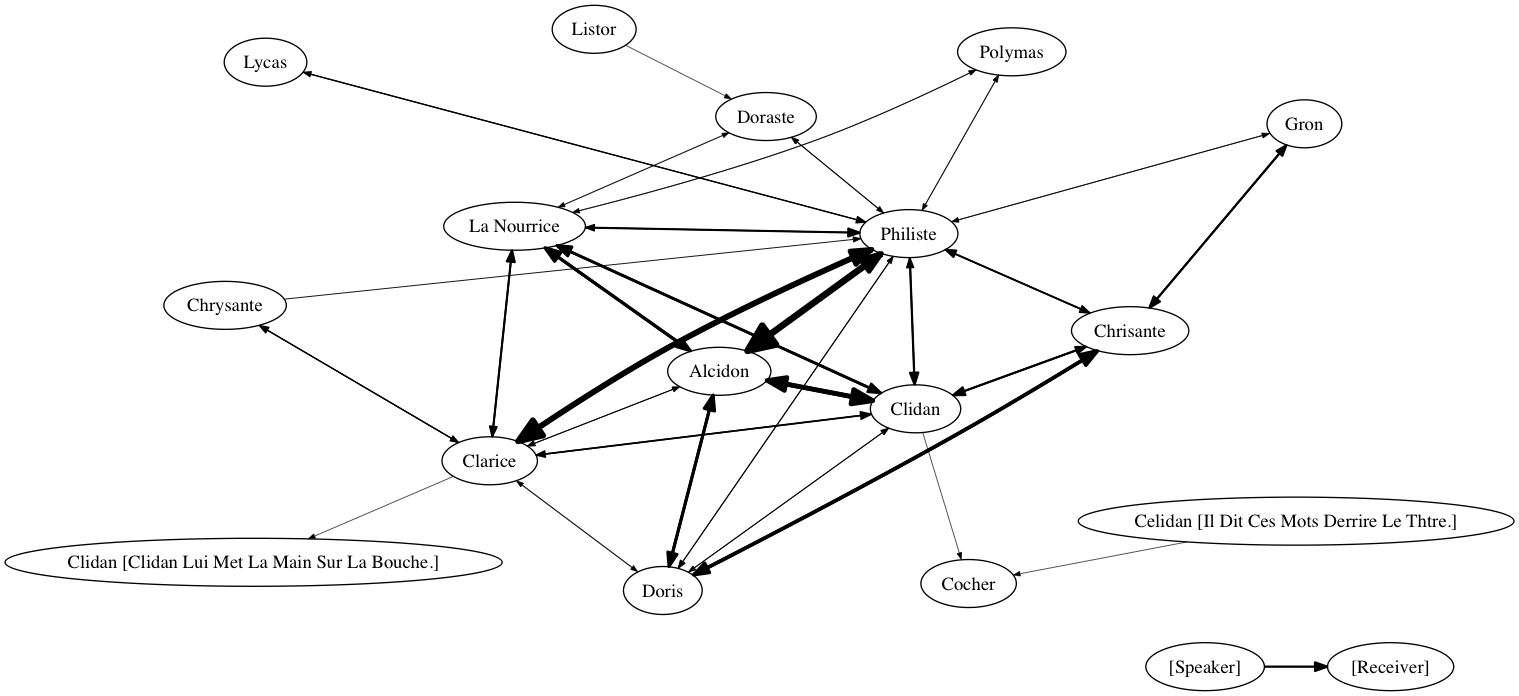 Listor
Lycas
Polymas
Doraste
Gron
La Nourrice
Philiste
Chrysante
Chrisante
Alcidon
Clidan
Clarice
Celidan [Il Dit Ces Mots Derrire Le Thtre.]
Clidan [Clidan Lui Met La Main Sur La Bouche.]
Doris
Cocher
[Speaker]
[Receiver]